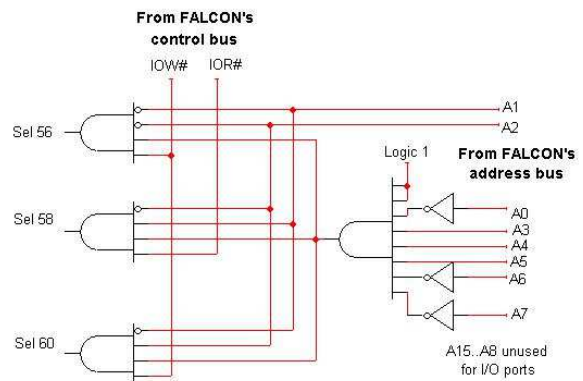 From FALCON's
control bus
IOW#
IOR#
A1
A2
Sel 56
Logic 1
From FALCON's
address bus
A0
A3
Sel 58
A4
A5
A6
A7
Sel 60
A15..A8 unused
for I/O ports